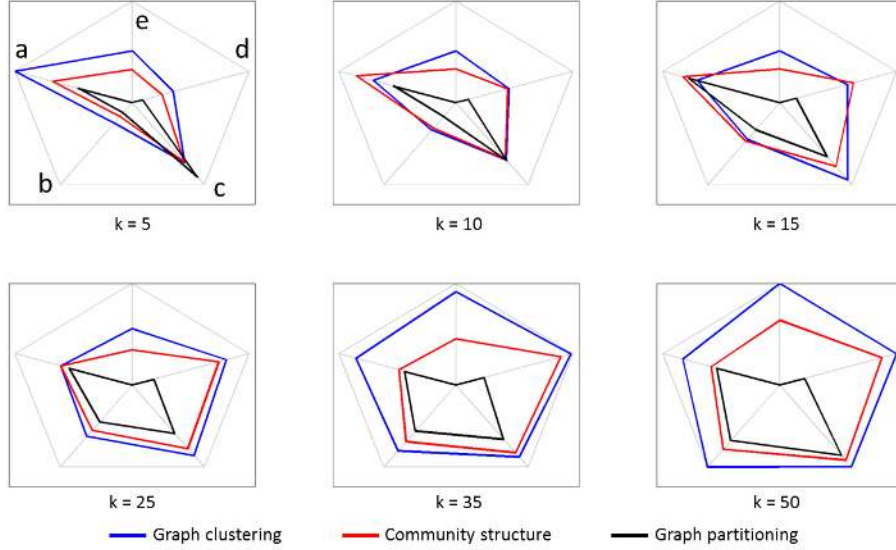 e
a
d
b
c
k = 5
k = 10
k = 15
k = 25
k = 35
k = 50
Graph clustering
Community structure
Graph partitioning